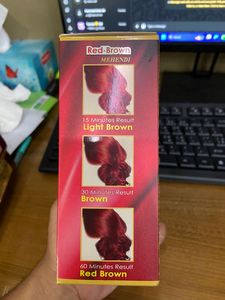 Red-Brown
MEHENDI
15 Minutes Result
Light Brown
30 Minutes Result
Brown
60 Minutes Result
Red Brown